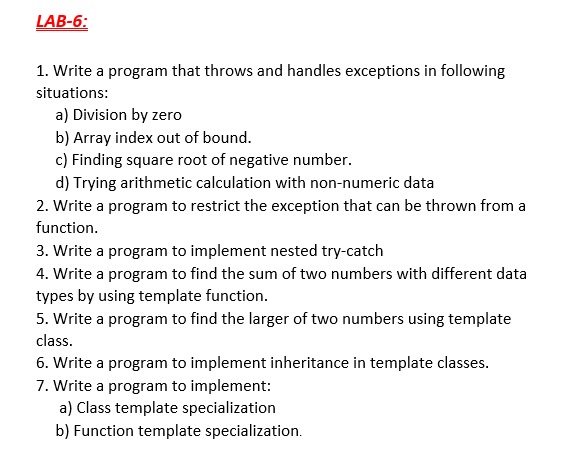 LAB-6:
1. Write a program that throws and handles exceptions in following
situations:
a) Division by zero
b) Array index out of bound.
c) Finding square root of negative number.
d) Trying arithmetic calculation with non-numeric data
2. Write a program to restrict the exception that can be thrown from a
function.
3. Write a program to implement nested try-catch
4. Write a program to find the sum of two numbers with different data
types by using template function.
5. Write a program to find the larger of two numbers using template
class.
6. Write a program to implement inheritance in template classes.
7. Write a program to implement:
a) Class template specialization
b) Function template specialization.